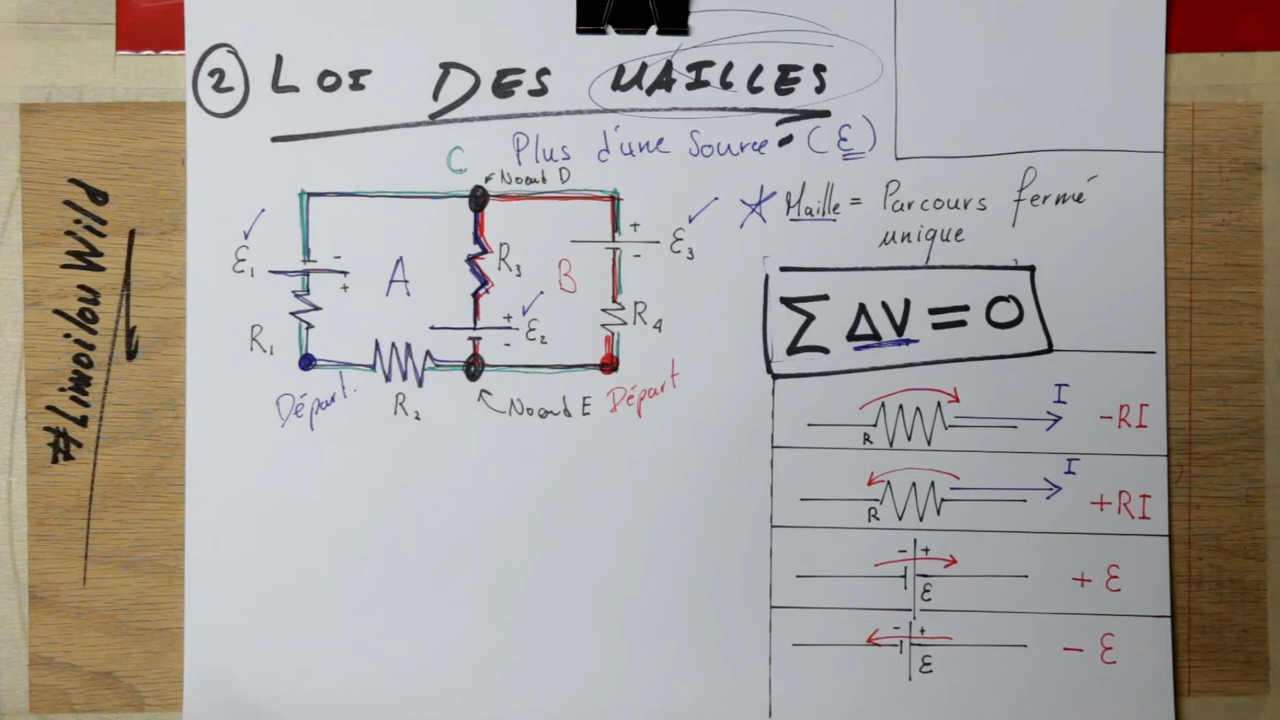 ② LOI DES MAILLES
Plus d'une source (ε)
C
Noeud D
ε₁
-
+
R₁
A
R₃
B
+
-
ε₃
+
-
ε₂
R₄
Départ.
R₂
Noeud E
Départ
Maille = Parcours fermé
unique
∑ ΔV = 0
R
I
-RI
R
I
+RI
- +
ε
+ ε
- +
ε
- ε
#Limoilou Wild